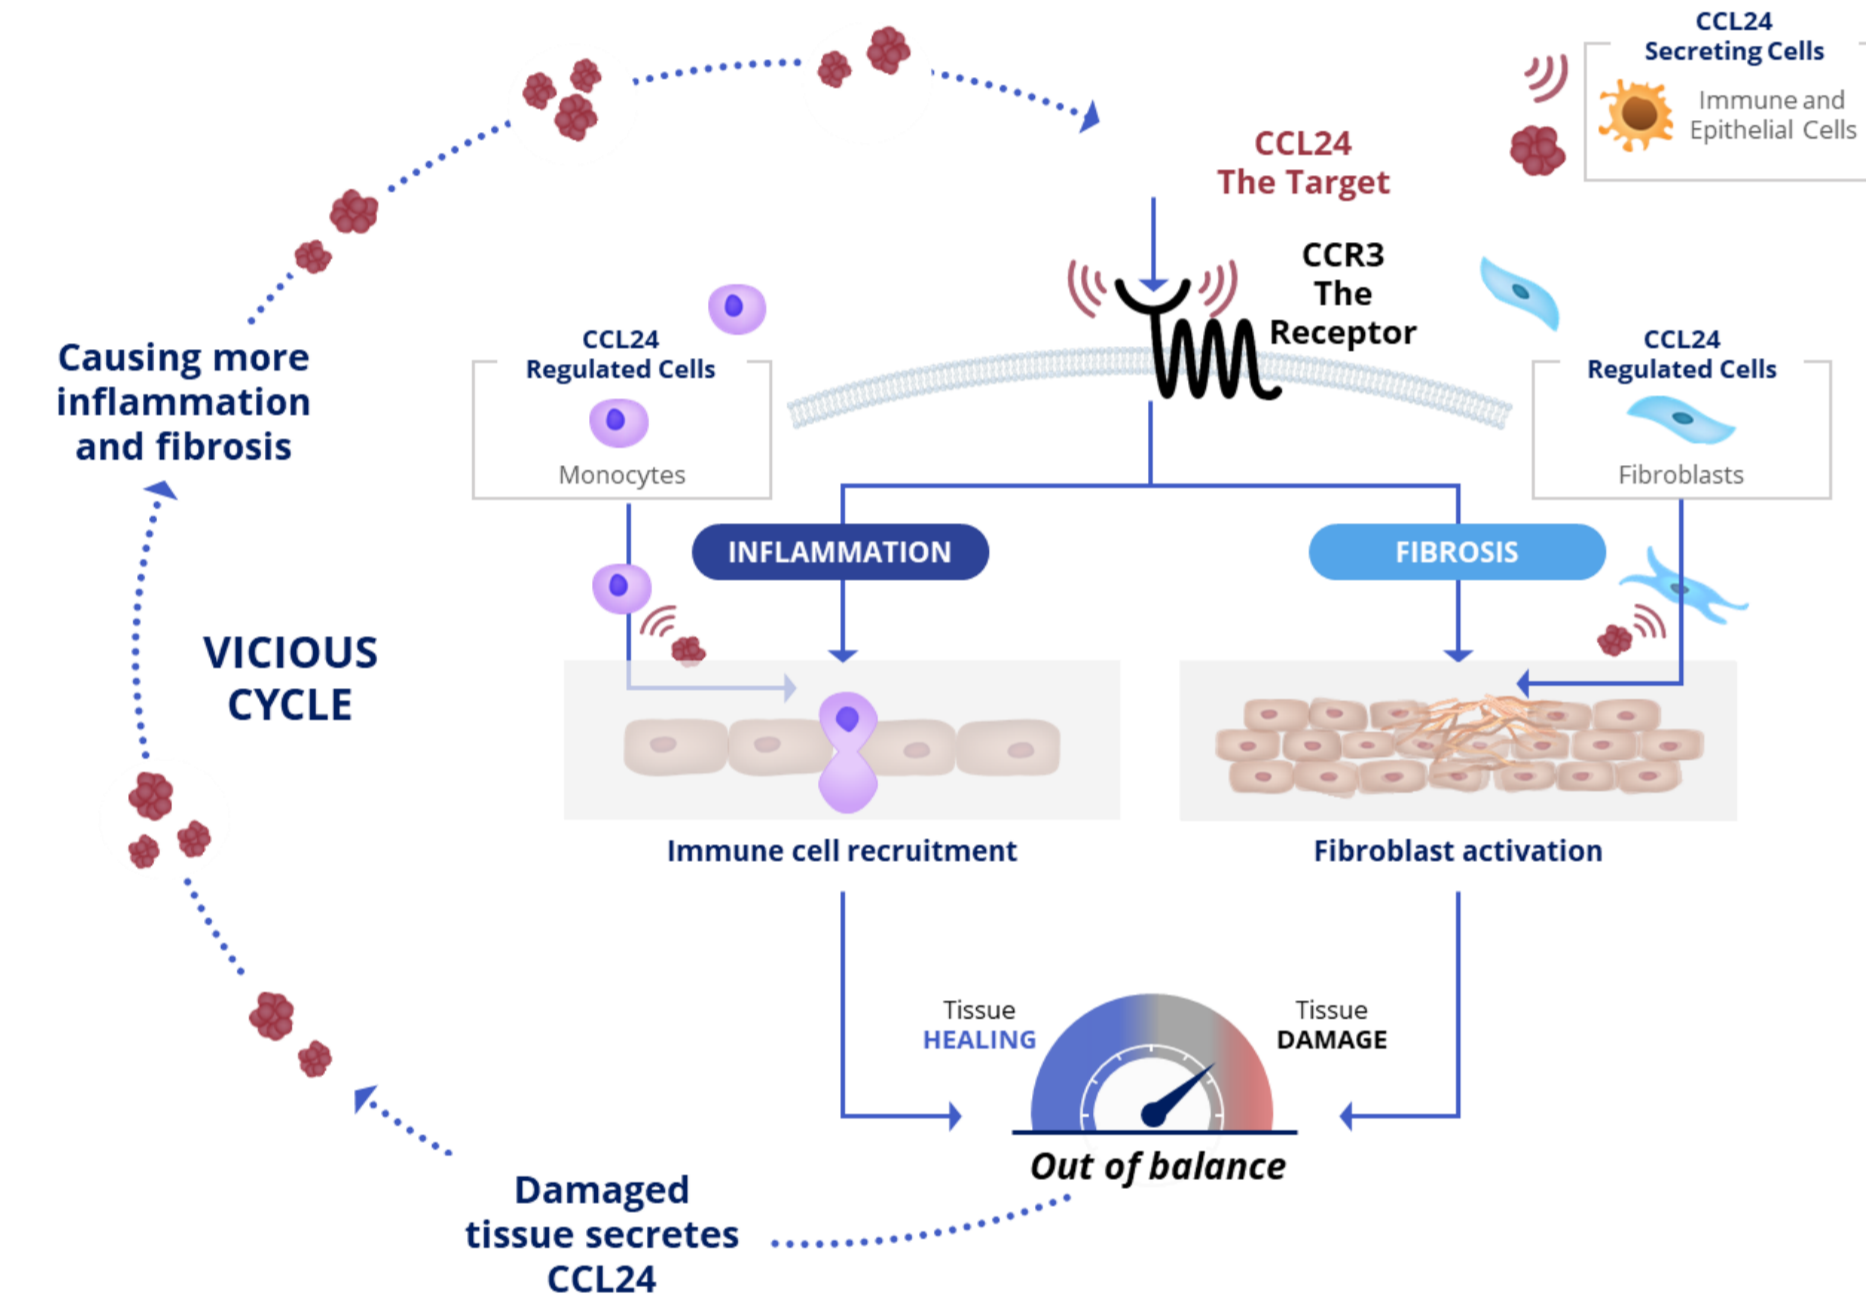 CCL24
Secreting Cells
Immune and
Epithelial Cells
CCL24
The Target
CCR3
The
Receptor
CCL24
Regulated Cells
Monocytes
CCL24
Regulated Cells
Fibroblasts
Causing more
inflammation
and fibrosis
INFLAMMATION
FIBROSIS
VICIOUS
CYCLE
Immune cell recruitment
Fibroblast activation
Tissue
HEALING
Tissue
DAMAGE
Out of balance
Damaged
tissue secretes
CCL24